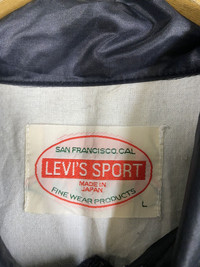 SAN FRANCISCO.CAL
LEVI'S SPORT
MADE IN
JAPAN
FINE WEAR PRODUCTS
L